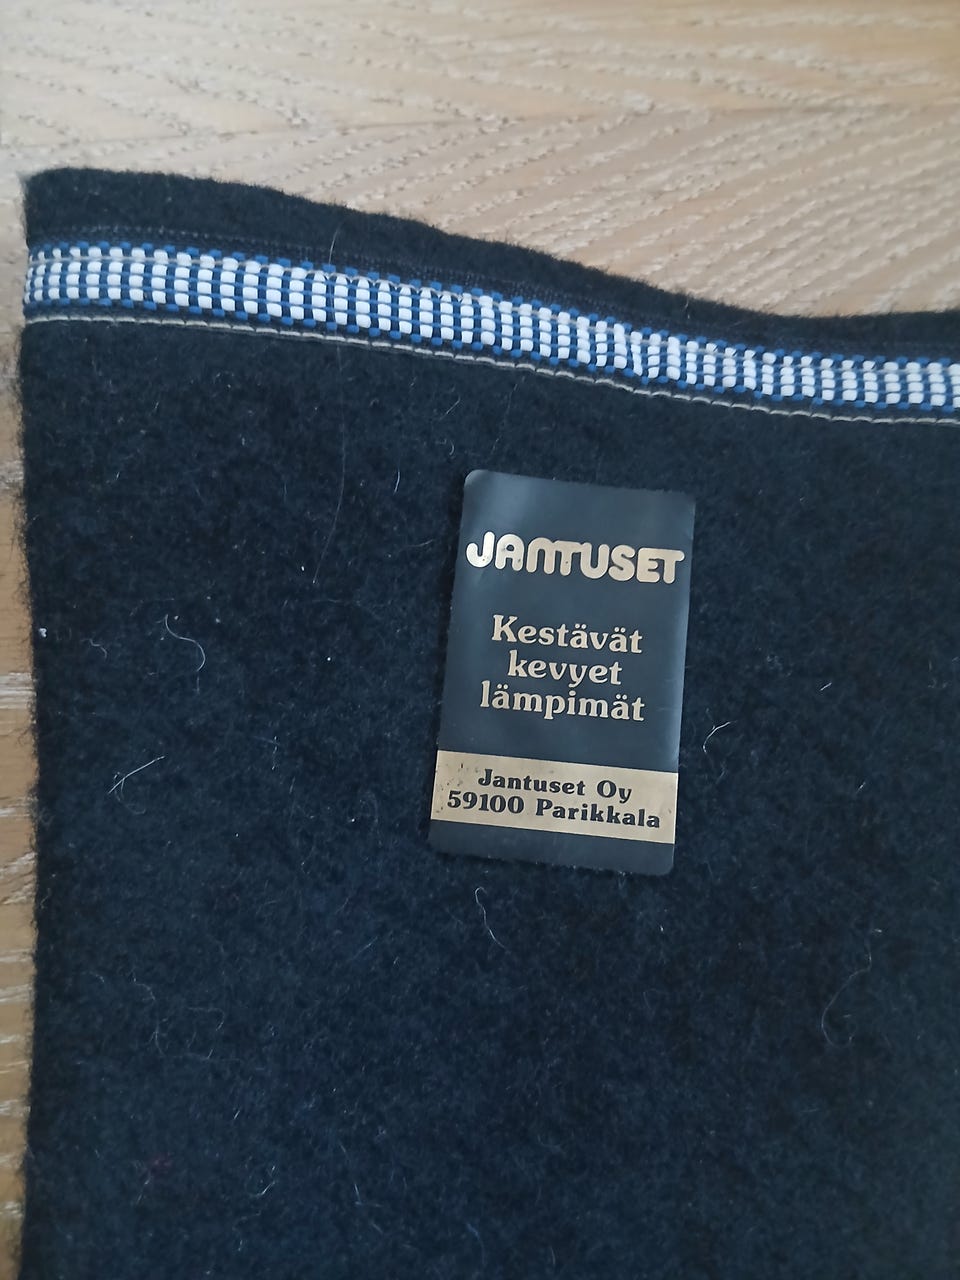 JANTUSET
Kestävät
kevyet
lämpimät
Jantuset Oy
59100 Parikkala